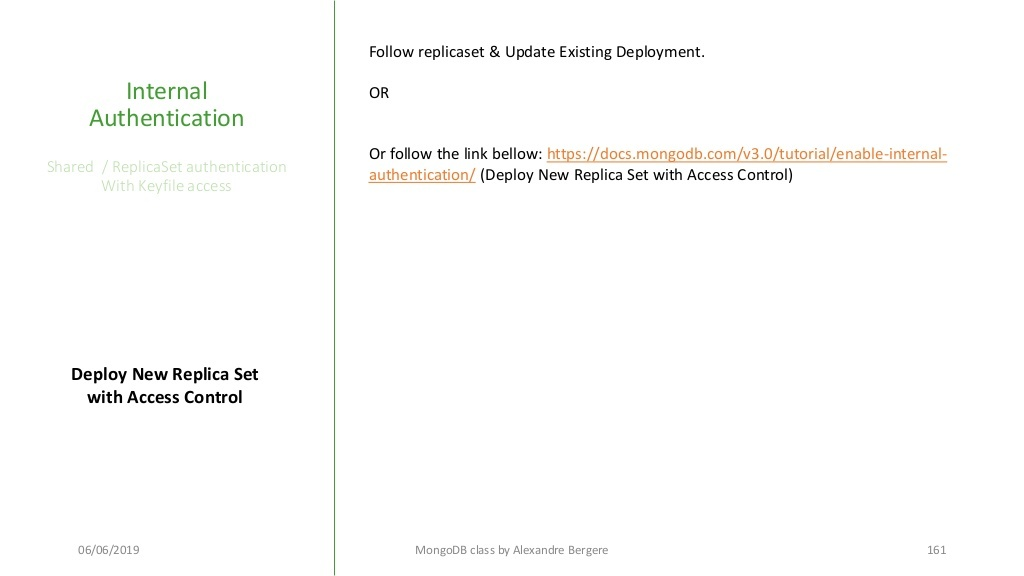 Internal
Authentication
Shared / ReplicaSet authentication
With Keyfile access
Deploy New Replica Set
with Access Control
Follow replicaset & Update Existing Deployment.
OR
Or follow the link bellow: https://docs.mongodb.com/v3.0/tutorial/enable-internal-
authentication/ (Deploy New Replica Set with Access Control)
06/06/2019
MongoDB class by Alexandre Bergere
161